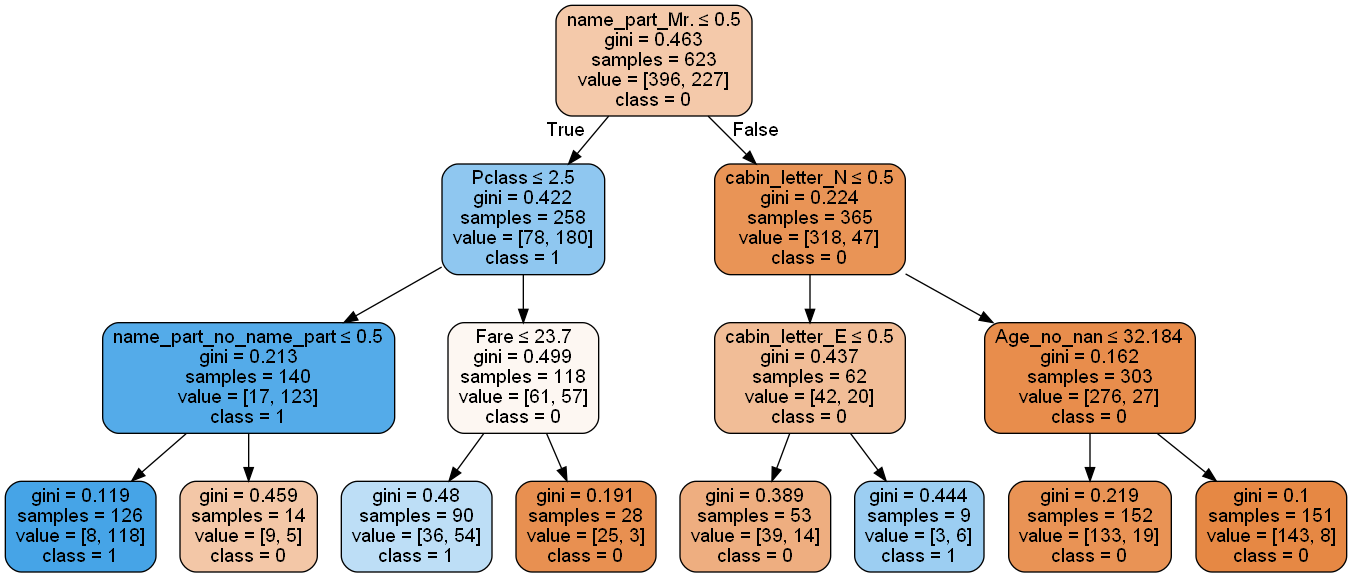 name_part_Mr. ≤ 0.5
gini = 0.463
samples = 623
value = [396, 227]
class = 0
True
False
Pclass ≤ 2.5
gini = 0.422
samples = 258
value = [78, 180]
class = 1
cabin_letter_N ≤ 0.5
gini = 0.224
samples = 365
value = [318, 47]
class = 0
name_part_no_name_part ≤ 0.5
gini = 0.213
samples = 140
value = [17, 123]
class = 1
Fare ≤ 23.7
gini = 0.499
samples = 118
value = [61, 57]
class = 0
cabin_letter_E ≤ 0.5
gini = 0.437
samples = 62
value = [42, 20]
class = 0
Age_no_nan ≤ 32.184
gini = 0.162
samples = 303
value = [276, 27]
class = 0
gini = 0.119
samples = 126
value = [8, 118]
class = 1
gini = 0.459
samples = 14
value = [9, 5]
class = 0
gini = 0.48
samples = 90
value = [36, 54]
class = 1
gini = 0.191
samples = 28
value = [25, 3]
class = 0
gini = 0.389
samples = 53
value = [39, 14]
class = 0
gini = 0.444
samples = 9
value = [3, 6]
class = 1
gini = 0.219
samples = 152
value = [133, 19]
class = 0
gini = 0.1
samples = 151
value = [143, 8]
class = 0